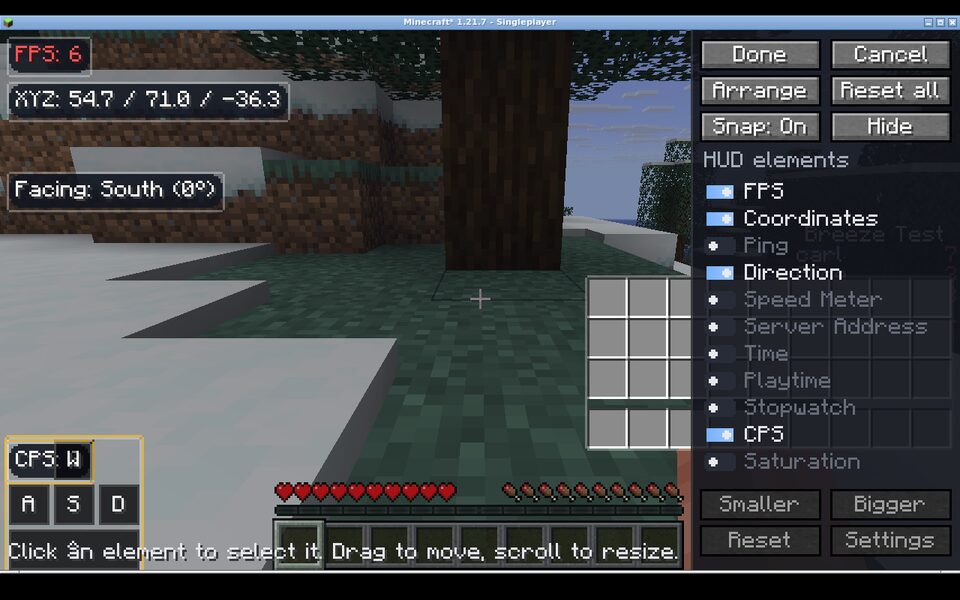 Minecraft* 1.21.7 - Singleplayer
FPS: 6
XYZ: 54.7 / 71.0 / -36.3
Facing: South (0°)
Done
Cancel
Arrange
Reset all
Snap: On
Hide
HUD elements
FPS
Coordinates
Ping
Breeze Test
Direction
Speed Meter
Server Address
Time
Playtime
Stopwatch
CPS
Saturation
Smaller
Bigger
Reset
Settings
CPS W
A S D
Click an element to select it. Drag to move, scroll to resize.